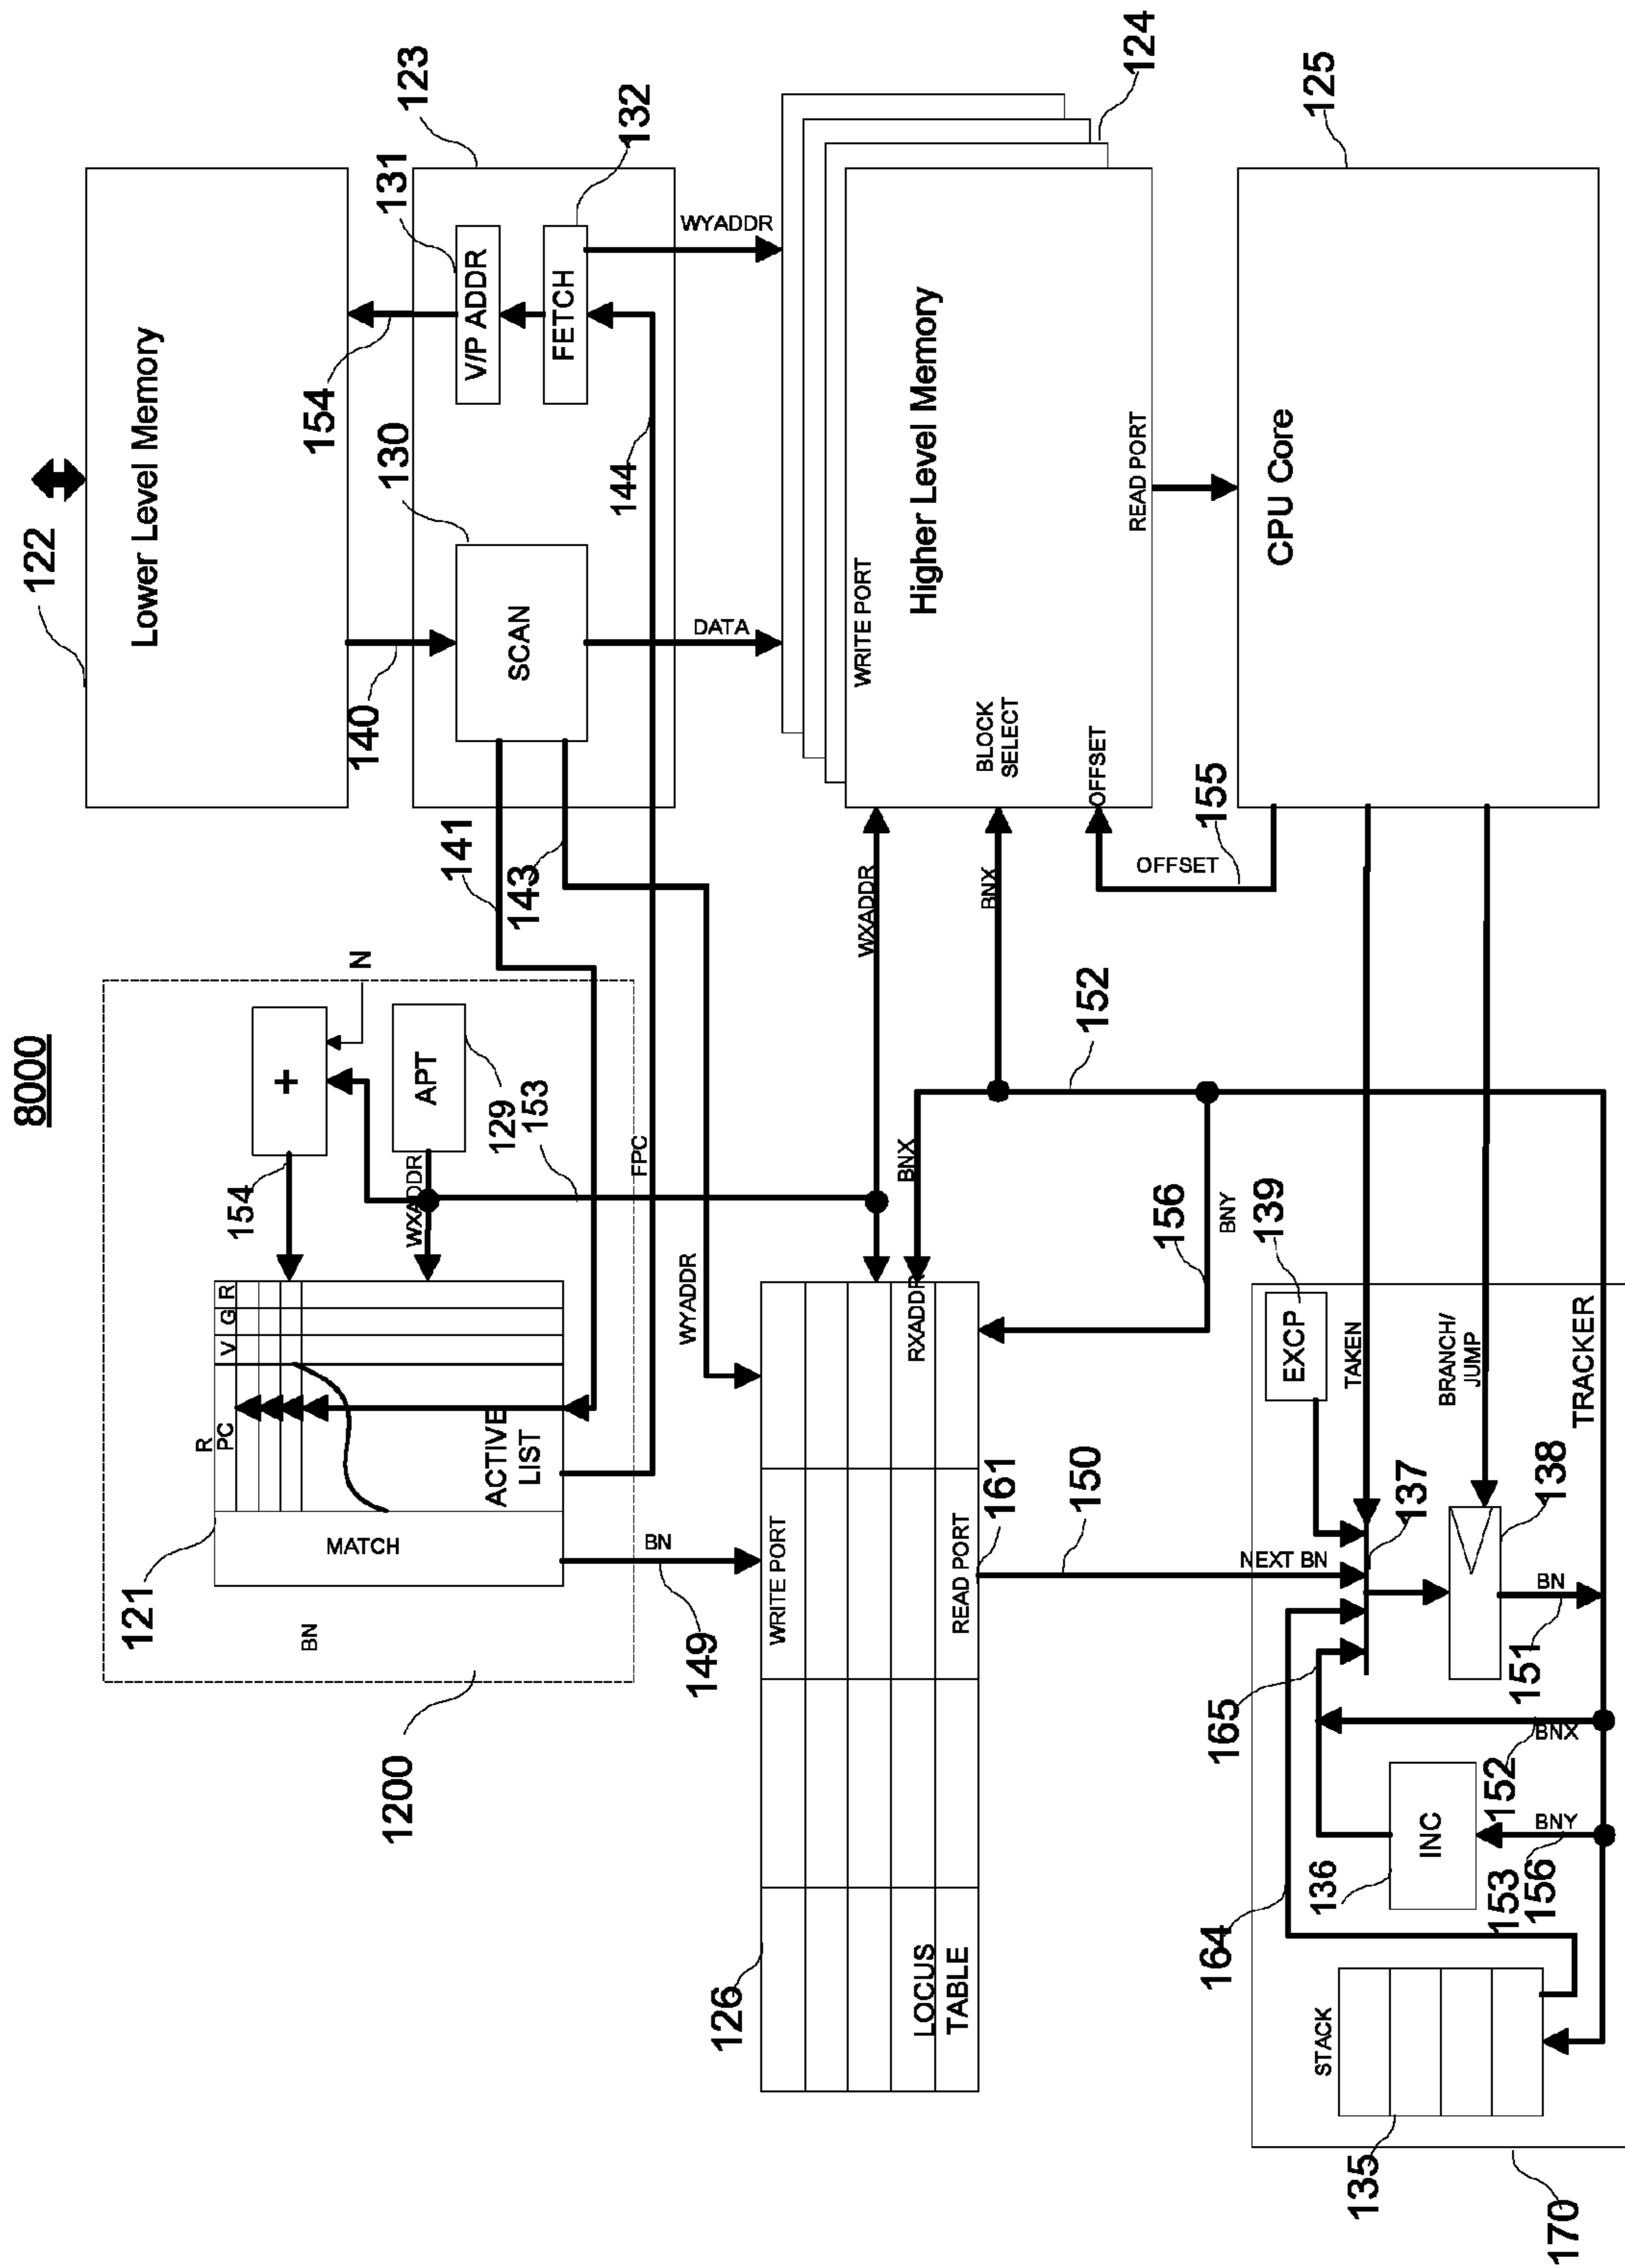 8000
122
Lower Level Memory
154
140
123
131
V/P ADDR
130
SCAN
FETCH
132
144
141
143
DATA
WYADDR
N
+
APT
129
153
154
WXADDR
FPC
R
PC
V
G
R
121
MATCH
ACTIVE
LIST
BN
1200
BN
149
WYADDR
WXADDR
BNX
WRITE PORT
Higher Level Memory
BLOCK
SELECT
OFFSET
READ PORT
124
OFFSET
155
CPU Core
125
152
BNX
156
BNY
126
WRITE PORT
RXADDR
READ PORT
LOCUS
TABLE
161
150
NEXT BN
139
EXCP
TAKEN
BRANCH/
JUMP
TRACKER
137
138
BN
151
165
BNX
152
136
INC
BNY
153
156
164
STACK
135
170